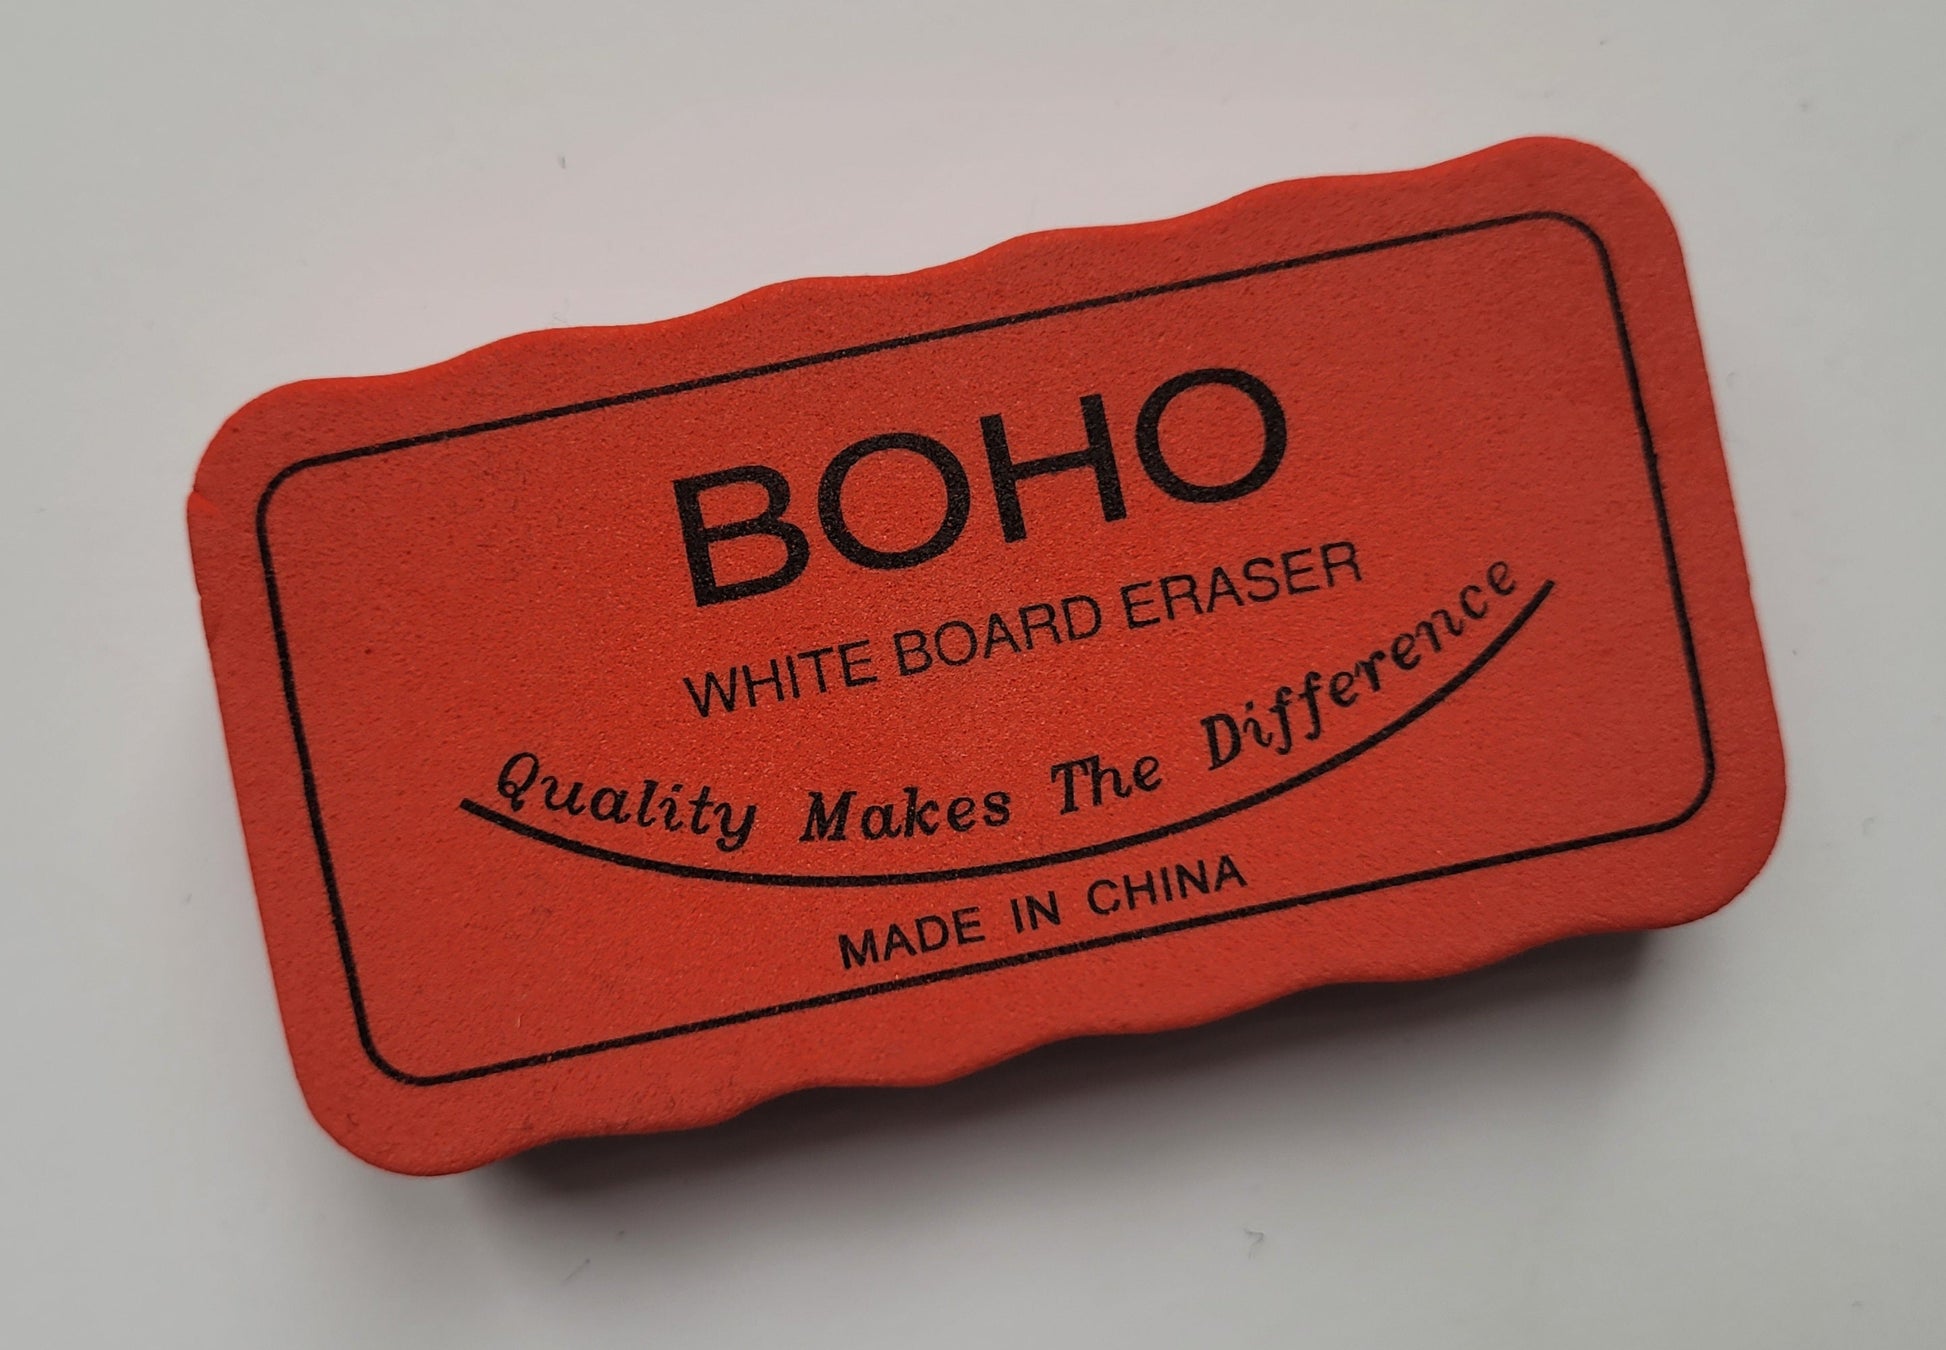 BOHO
WHITE BOARD ERASER
Quality Makes The Difference
MADE IN CHINA